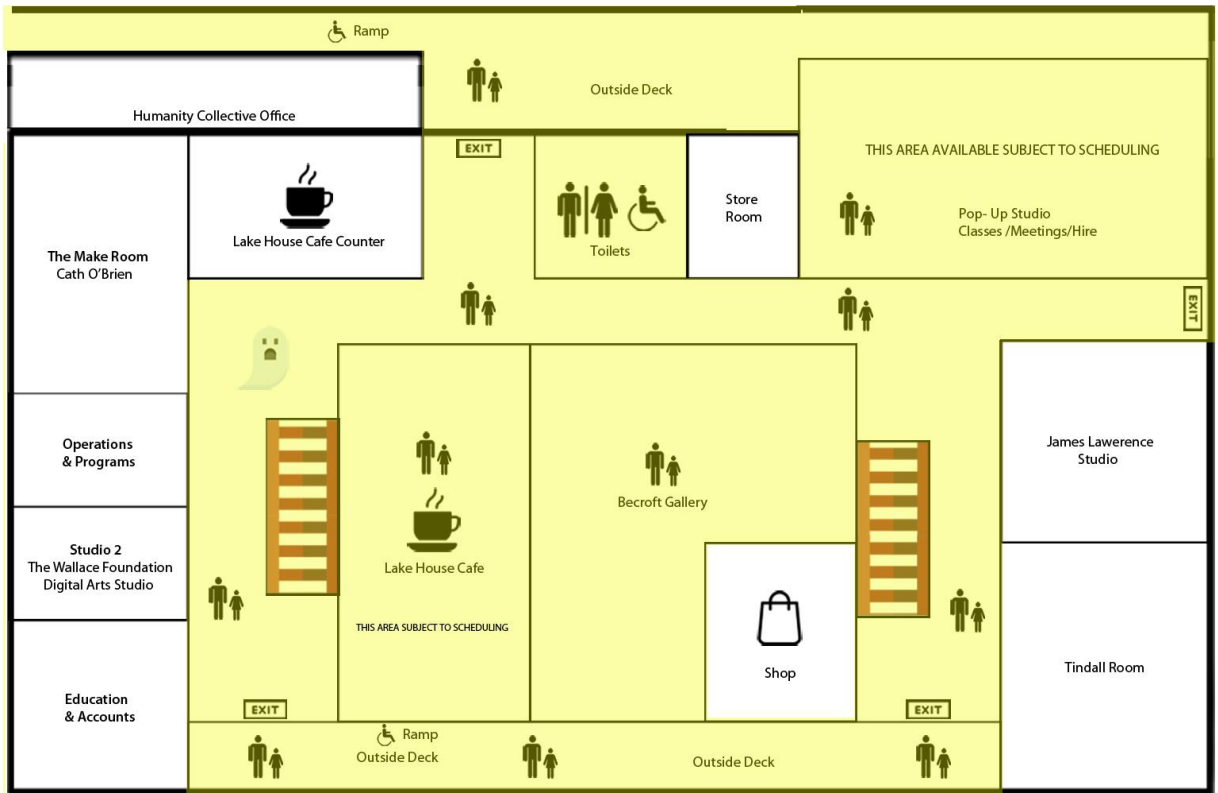 Ramp
Outside Deck
Humanity Collective Office
EXIT
THIS AREA AVAILABLE SUBJECT TO SCHEDULING
Lake House Cafe Counter
Toilets
Store
Room
Pop- Up Studio
Classes /Meetings/Hire
The Make Room
Cath O'Brien
EXIT
Operations
& Programs
James Lawerence
Studio
Becroft Gallery
Studio 2
The Wallace Foundation
Digital Arts Studio
Lake House Cafe
THIS AREA SUBJECT TO SCHEDULING
Shop
Tindall Room
Education
& Accounts
EXIT
EXIT
Ramp
Outside Deck
Outside Deck